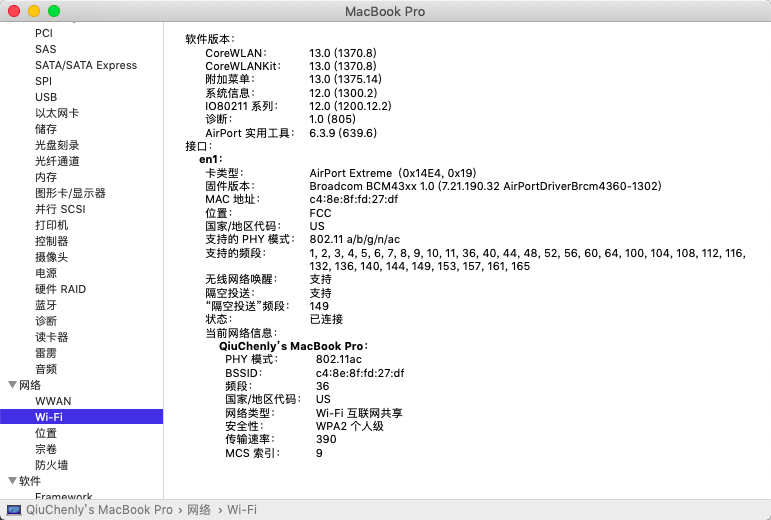 MacBook Pro
PCI
SAS
SATA/SATA Express
SPI
USB
以太网卡
储存
光盘刻录
光纤通道
内存
图形卡/显示器
并行 SCSI
打印机
控制器
摄像头
电源
硬件 RAID
蓝牙
诊断
读卡器
雷雳
音频
网络
WWAN
Wi-Fi
位置
宗卷
防火墙
软件
Framework
软件版本:
CoreWLAN: 13.0 (1370.8)
CoreWLANKit: 13.0 (1370.8)
附加菜单: 13.0 (1375.14)
系统信息: 12.0 (1300.2)
IO80211 系列: 12.0 (1200.12.2)
诊断: 1.0 (805)
AirPort 实用工具: 6.3.9 (639.6)
接口:
en1:
卡类型: AirPort Extreme (0x14E4, 0x19)
固件版本: Broadcom BCM43xx 1.0 (7.21.190.32 AirPortDriverBrcm4360-1302)
MAC 地址: c4:8e:8f:fd:27:df
位置: FCC
国家/地区代码: US
支持的 PHY 模式: 802.11 a/b/g/n/ac
支持的频段: 1, 2, 3, 4, 5, 6, 7, 8, 9, 10, 11, 36, 40, 44, 48, 52, 56, 60, 64, 100, 104, 108, 112, 116,
132, 136, 140, 144, 149, 153, 157, 161, 165
无线网络唤醒: 支持
隔空投送: 支持
“隔空投送”频段: 149
状态: 已连接
当前网络信息:
QiuChenly’s MacBook Pro:
PHY 模式: 802.11ac
BSSID: c4:8e:8f:fd:27:df
频段: 36
国家/地区代码: US
网络类型: Wi-Fi 互联网共享
安全性: WPA2 个人级
传输速率: 390
MCS 索引: 9
QiuChenly’s MacBook Pro › 网络 › Wi-Fi